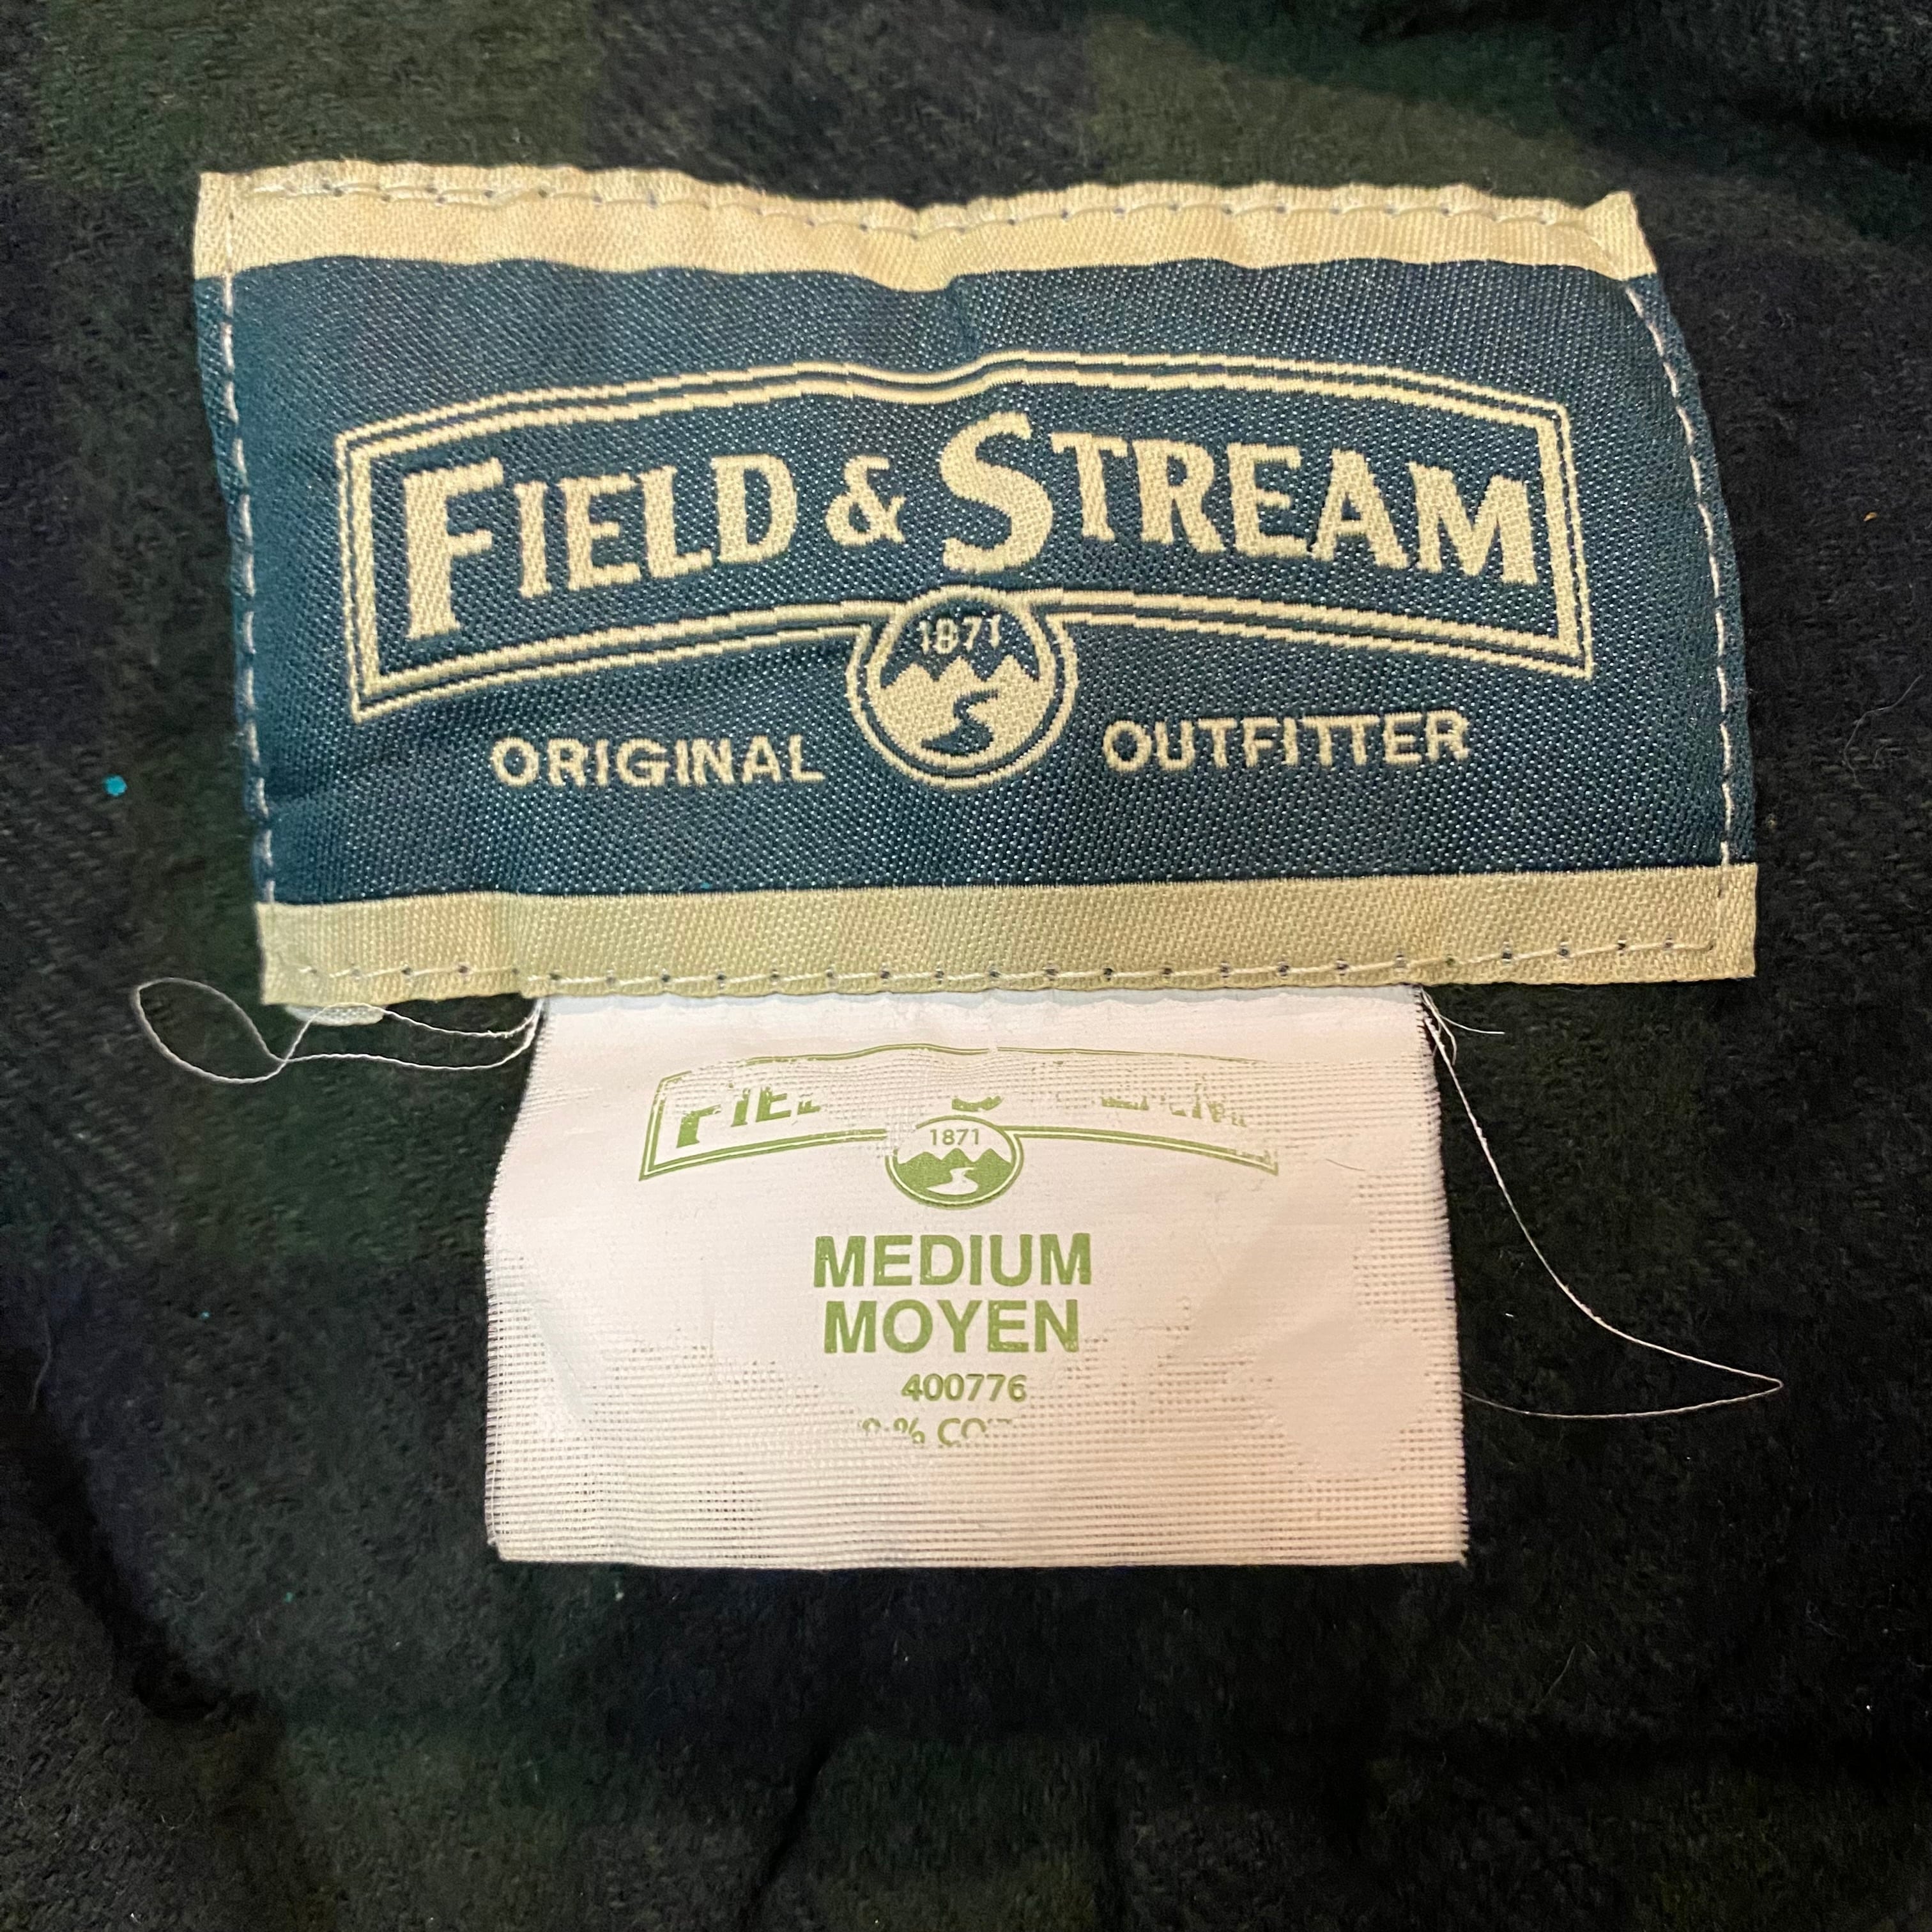 FIELD & STREAM
1871
ORIGINAL OUTFITTER
1871
MEDIUM
MOYEN
400776